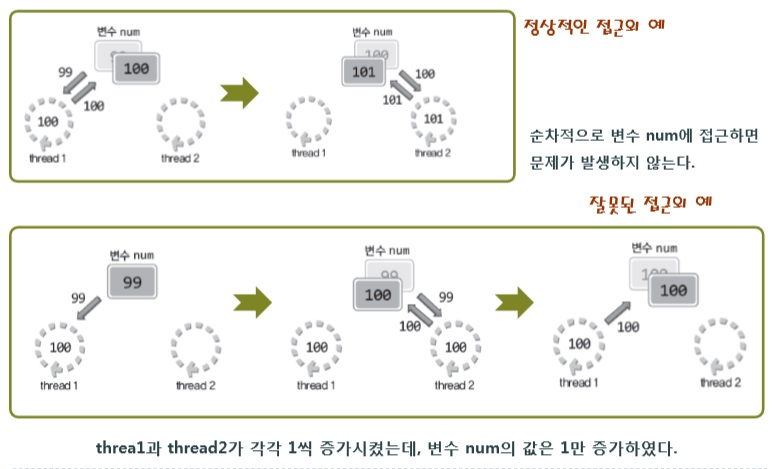 정상적인 접근의 예
변수 num
99
100
99
100
100
thread 1
thread 2
변수 num
100
101
100
101
101
thread 1
thread 2
순차적으로 변수 num에 접근하면
문제가 발생하지 않는다.
잘못된 접근의 예
변수 num
99
99
100
thread 1
thread 2
변수 num
99
100
99
100
100
100
thread 1
thread 2
변수 num
100
100
100
100
thread 1
thread 2
threa1과 thread2가 각각 1씩 증가시켰는데, 변수 num의 값은 1만 증가하였다.